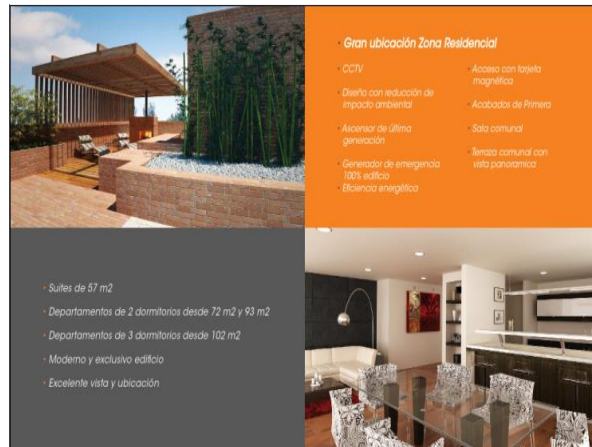 • Gran ubicación Zona Residencial
• CCTV
• Diseño con reducción de
impacto ambiental
• Ascensor de última
generación
• Generador de emergencia
100% edificio
• Eficiencia energética
• Acceso con tarjeta
magnética
• Acabados de Primera
• Sala comunal
• Terraza comunal con
vista panoramica
• Suites de 57 m2
• Departamentos de 2 dormitorios desde 72 m2 y 93 m2
• Departamentos de 3 dormitorios desde 102 m2
• Moderno y exclusivo edificio
• Excelente vista y ubicación